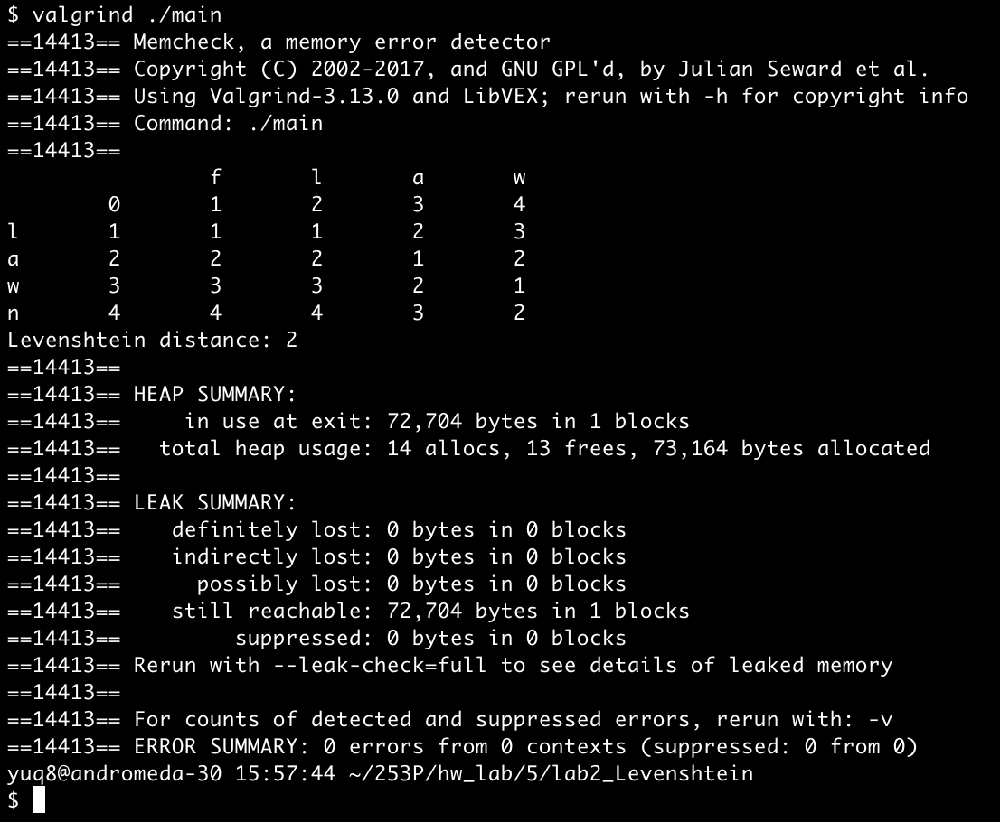 $ valgrind ./main
==14413== Memcheck, a memory error detector
==14413== Copyright (C) 2002-2017, and GNU GPL'd, by Julian Seward et al.
==14413== Using Valgrind-3.13.0 and LibVEX; rerun with -h for copyright info
==14413== Command: ./main
==14413==
                f       l       a       w
        0       1       2       3       4
l       1       1       1       2       3
a       2       2       2       1       2
w       3       3       3       2       1
n       4       4       4       3       2
Levenshtein distance: 2
==14413==
==14413== HEAP SUMMARY:
==14413==     in use at exit: 72,704 bytes in 1 blocks
==14413==   total heap usage: 14 allocs, 13 frees, 73,164 bytes allocated
==14413==
==14413== LEAK SUMMARY:
==14413==    definitely lost: 0 bytes in 0 blocks
==14413==    indirectly lost: 0 bytes in 0 blocks
==14413==      possibly lost: 0 bytes in 0 blocks
==14413==    still reachable: 72,704 bytes in 1 blocks
==14413==         suppressed: 0 bytes in 0 blocks
==14413== Rerun with --leak-check=full to see details of leaked memory
==14413==
==14413== For counts of detected and suppressed errors, rerun with: -v
==14413== ERROR SUMMARY: 0 errors from 0 contexts (suppressed: 0 from 0)
yuq8@andromeda-30 15:57:44 ~/253P/hw_lab/5/lab2_Levenshtein
$